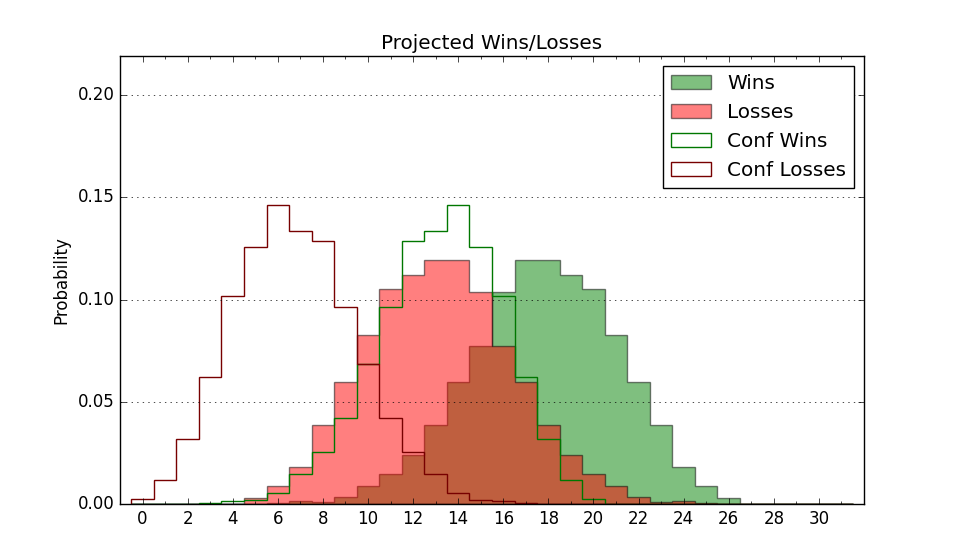 Projected Wins/Losses
Wins
Losses
Conf Wins
Conf Losses
Probability
0.20
0.15
0.10
0.05
0.00
0 2 4 6 8 10 12 14 16 18 20 22 24 26 28 30